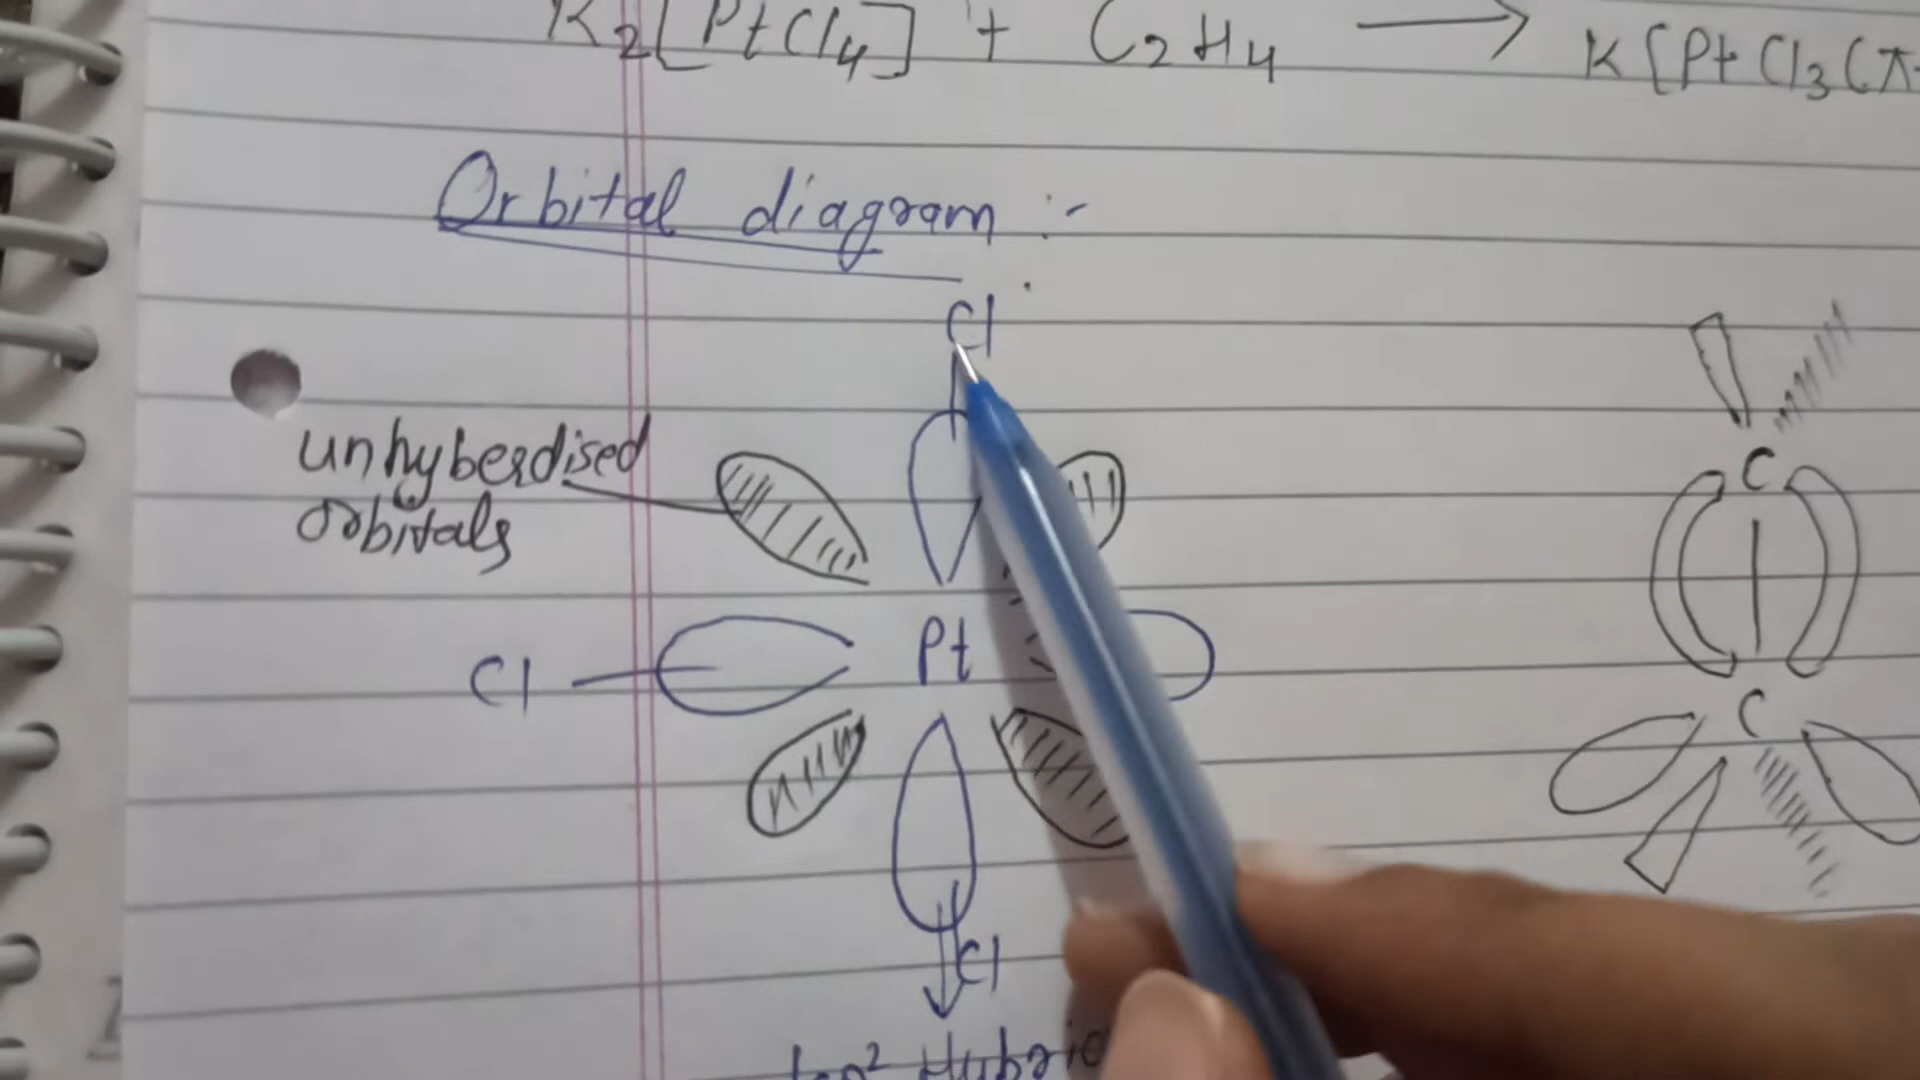 K2[PtCl4] + C2H4 → K[PtCl3(π-
Orbital diagram :-
Cl
unhyberdised
orbitals
C
Cl
Pt
C
Cl